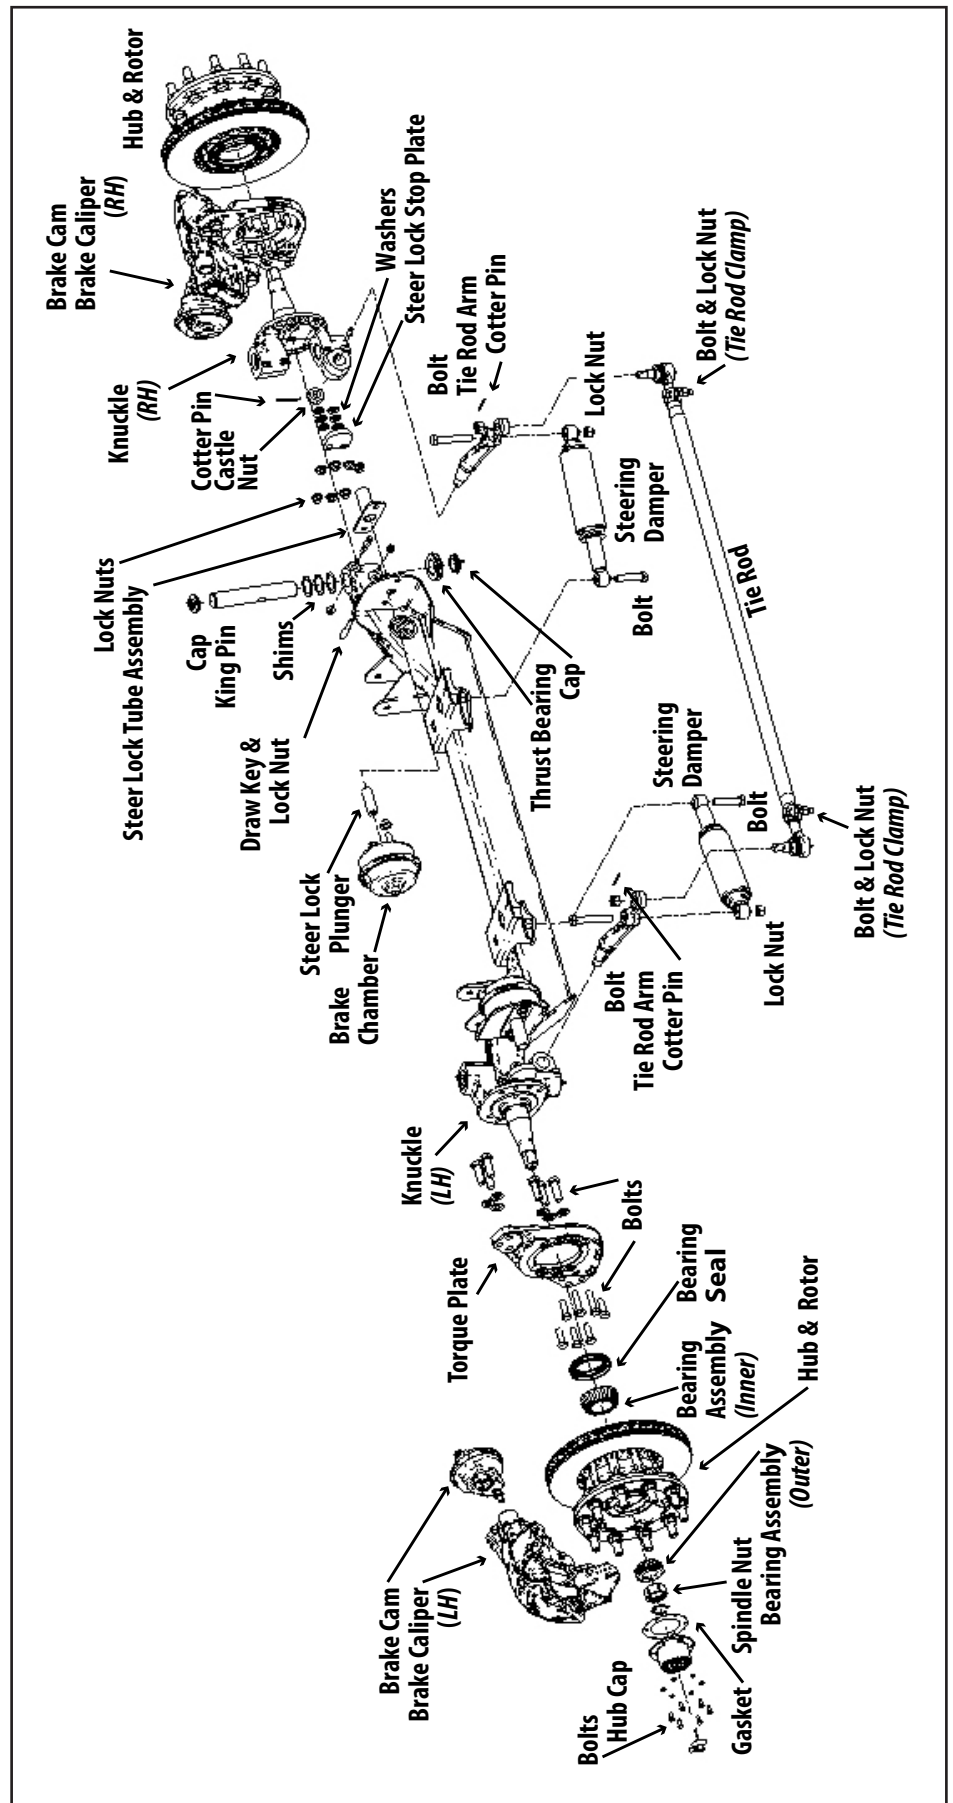 Hub & Rotor
Brake Cam
Brake Caliper
(RH)
Knuckle
(RH)
Washers
Steer Lock Stop Plate
Cotter Pin
Castle
Nut
Bolt
Tie Rod Arm
Cotter Pin
Lock Nut
Bolt & Lock Nut
(Tie Rod Clamp)
Lock Nuts
Steer Lock Tube Assembly
Cap
King Pin
Shims
Steering
Damper
Bolt
Tie Rod
Draw Key &
Lock Nut
Thrust Bearing
Cap
Steering
Damper
Bolt
Bolt & Lock Nut
(Tie Rod Clamp)
Steer Lock
Plunger
Brake
Chamber
Bolt
Tie Rod Arm
Cotter Pin
Lock Nut
Knuckle
(LH)
Bolts
Torque Plate
Bearing
Seal
Bearing
Assembly
(Inner)
Hub & Rotor
Brake Cam
Brake Caliper
(LH)
Spindle Nut
Bearing Assembly
(Outer)
Bolts
Hub Cap
Gasket